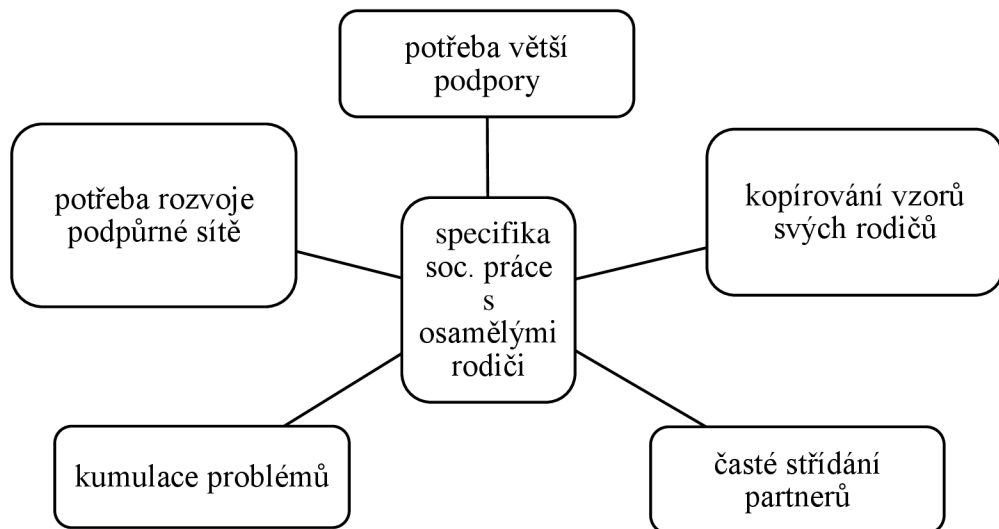 potřeba větší
podpory
potřeba rozvoje
podpůrné sítě
kopírování vzorů
svých rodičů
specifika
soc. práce
s
osamělými
rodiči
kumulace problémů
časté střídání
partnerů